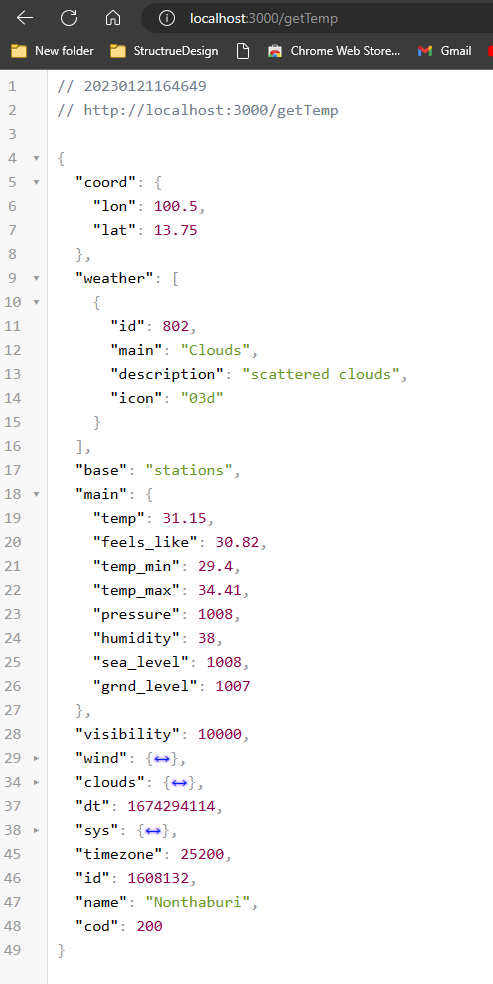 localhost:3000/getTemp
New folder StructrueDesign Chrome Web Store... Gmail
1 // 20230121164649
2 // http://localhost:3000/getTemp
3
4 {
5 "coord": {
6 "lon": 100.5,
7 "lat": 13.75
8 },
9 "weather": [
10 {
11 "id": 802,
12 "main": "Clouds",
13 "description": "scattered clouds",
14 "icon": "03d"
15 }
16 ],
17 "base": "stations",
18 "main": {
19 "temp": 31.15,
20 "feels_like": 30.82,
21 "temp_min": 29.4,
22 "temp_max": 34.41,
23 "pressure": 1008,
24 "humidity": 38,
25 "sea_level": 1008,
26 "grnd_level": 1007
27 },
28 "visibility": 10000,
29 "wind": {↔},
34 "clouds": {↔},
37 "dt": 1674294114,
38 "sys": {↔},
45 "timezone": 25200,
46 "id": 1608132,
47 "name": "Nonthaburi",
48 "cod": 200
49 }